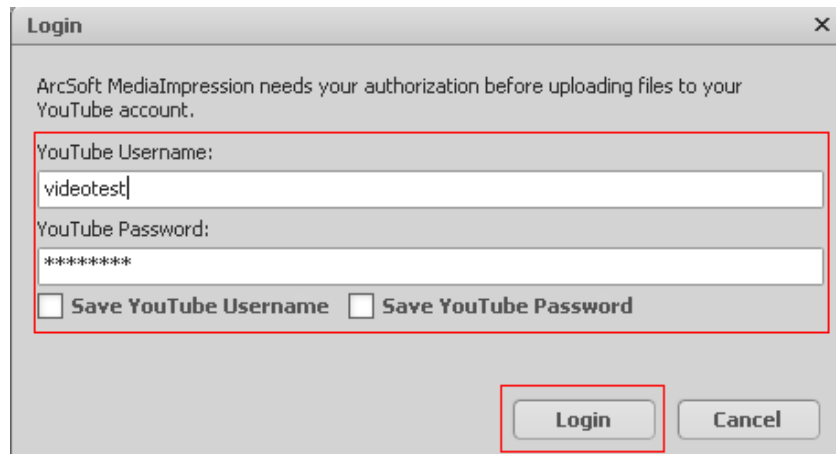 Login
ArcSoft MediaImpression needs your authorization before uploading files to your
YouTube account.
YouTube Username:
videotest
YouTube Password:
********
Save YouTube Username Save YouTube Password
Login Cancel